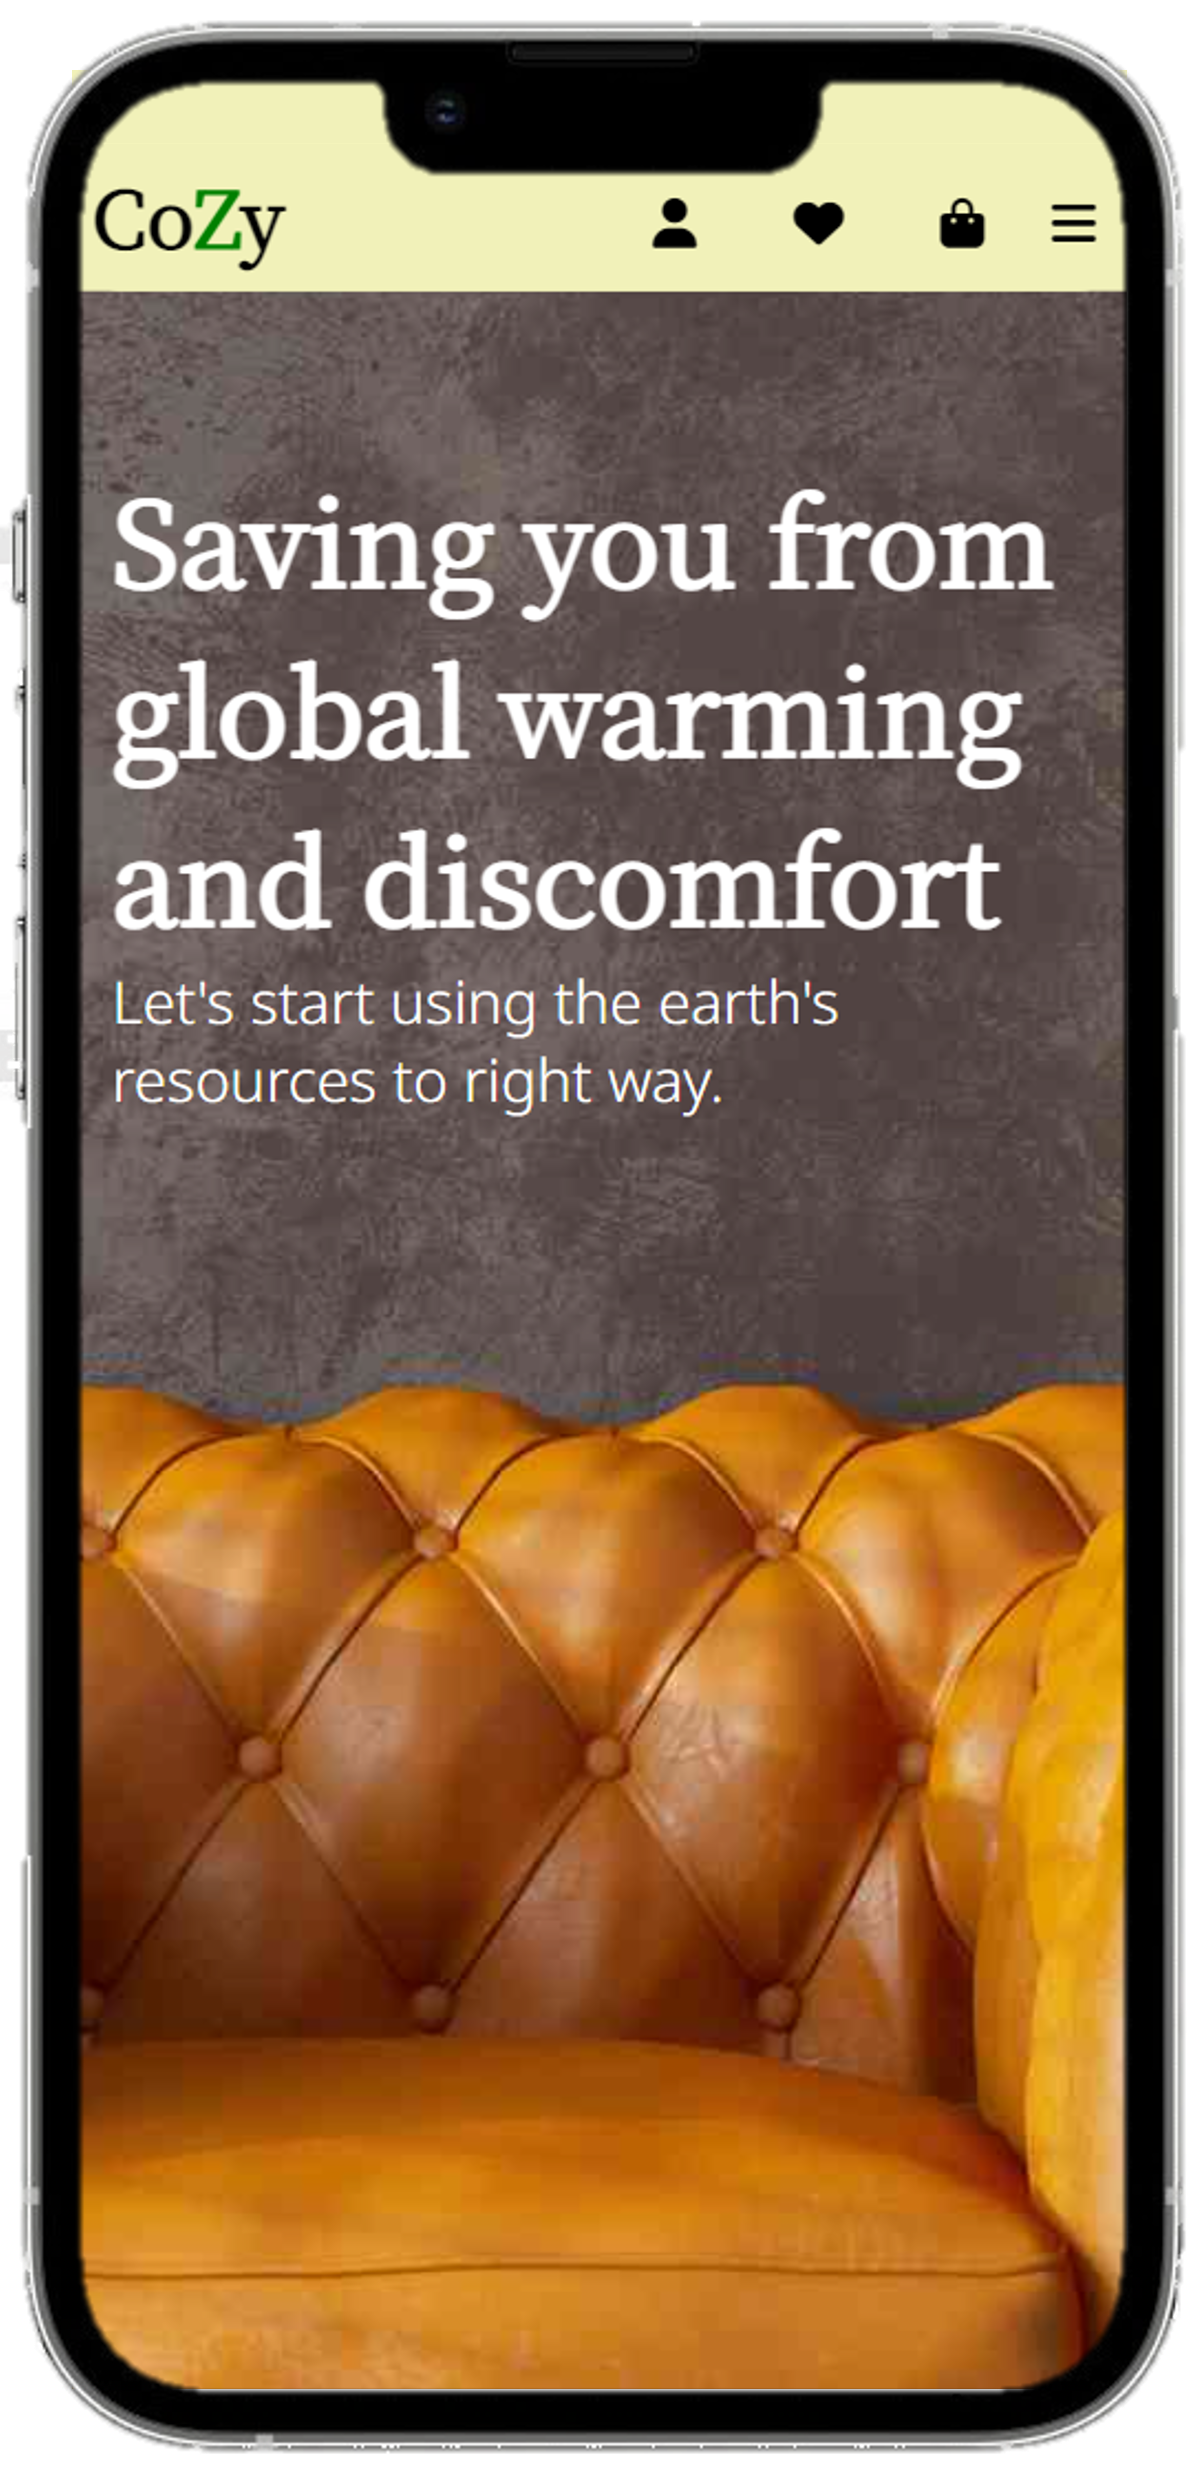 CoZy
Saving you from
global warming
and discomfort
Let's start using the earth's
resources to right way.